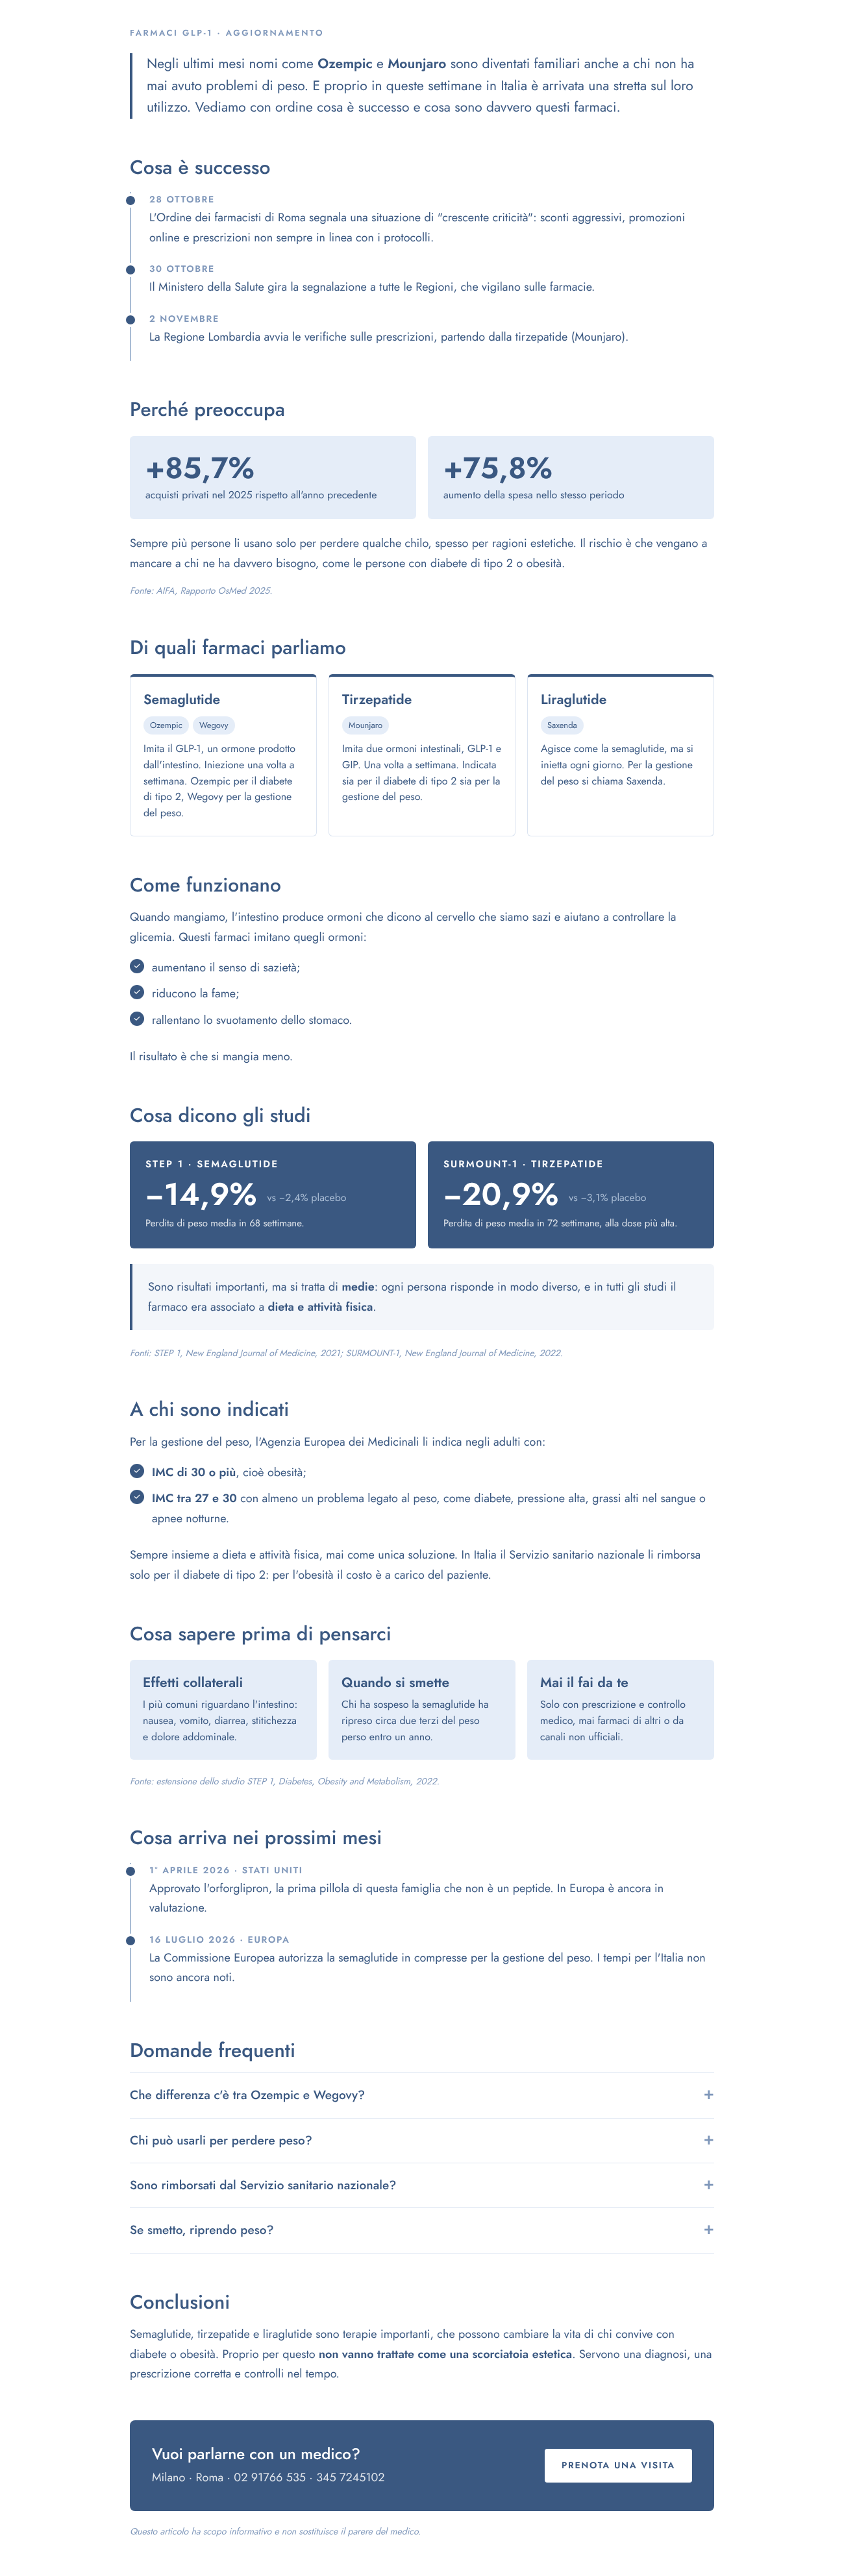 FARMACI GLP-1 · AGGIORNAMENTO
Negli ultimi mesi nomi come Ozempic e Mounjaro sono diventati familiari anche a chi non ha
mai avuto problemi di peso. E proprio in queste settimane in Italia è arrivata una stretta sul loro
utilizzo. Vediamo con ordine cosa è successo e cosa sono davvero questi farmaci.
Cosa è successo
28 OTTOBRE
L'Ordine dei farmacisti di Roma segnala una situazione di "crescente criticità": sconti aggressivi, promozioni
online e prescrizioni non sempre in linea con i protocolli.
30 OTTOBRE
Il Ministero della Salute gira la segnalazione a tutte le Regioni, che vigilano sulle farmacie.
2 NOVEMBRE
La Regione Lombardia avvia le verifiche sulle prescrizioni, partendo dalla tirzepatide (Mounjaro).
Perché preoccupa
+85,7%
acquisti privati nel 2025 rispetto all'anno precedente
+75,8%
aumento della spesa nello stesso periodo
Sempre più persone li usano solo per perdere qualche chilo, spesso per ragioni estetiche. Il rischio è che vengano a
mancare a chi ne ha davvero bisogno, come le persone con diabete di tipo 2 o obesità.
Fonte: AIFA, Rapporto OsMed 2025.
Di quali farmaci parliamo
Semaglutide
Ozempic Wegovy
Imita il GLP-1, un ormone prodotto
dall'intestino. Iniezione una volta a
settimana. Ozempic per il diabete
di tipo 2, Wegovy per la gestione
del peso.
Tirzepatide
Mounjaro
Imita due ormoni intestinali, GLP-1 e
GIP. Una volta a settimana. Indicata
sia per il diabete di tipo 2 sia per la
gestione del peso.
Liraglutide
Saxenda
Agisce come la semaglutide, ma si
inietta ogni giorno. Per la gestione
del peso si chiama Saxenda.
Come funzionano
Quando mangiamo, l'intestino produce ormoni che dicono al cervello che siamo sazi e aiutano a controllare la
glicemia. Questi farmaci imitano quegli ormoni:
aumentano il senso di sazietà;
riducono la fame;
rallentano lo svuotamento dello stomaco.
Il risultato è che si mangia meno.
Cosa dicono gli studi
STEP 1 · SEMAGLUTIDE
−14,9% vs −2,4% placebo
Perdita di peso media in 68 settimane.
SURMOUNT-1 · TIRZEPATIDE
−20,9% vs −3,1% placebo
Perdita di peso media in 72 settimane, alla dose più alta.
Sono risultati importanti, ma si tratta di medie: ogni persona risponde in modo diverso, e in tutti gli studi il
farmaco era associato a dieta e attività fisica.
Fonti: STEP 1, New England Journal of Medicine, 2021; SURMOUNT-1, New England Journal of Medicine, 2022.
A chi sono indicati
Per la gestione del peso, l'Agenzia Europea dei Medicinali li indica negli adulti con:
IMC di 30 o più, cioè obesità;
IMC tra 27 e 30 con almeno un problema legato al peso, come diabete, pressione alta, grassi alti nel sangue o
apnee notturne.
Sempre insieme a dieta e attività fisica, mai come unica soluzione. In Italia il Servizio sanitario nazionale li rimborsa
solo per il diabete di tipo 2: per l'obesità il costo è a carico del paziente.
Cosa sapere prima di pensarci
Effetti collaterali
I più comuni riguardano l'intestino:
nausea, vomito, diarrea, stitichezza
e dolore addominale.
Quando si smette
Chi ha sospeso la semaglutide ha
ripreso circa due terzi del peso
perso entro un anno.
Mai il fai da te
Solo con prescrizione e controllo
medico, mai farmaci di altri o da
canali non ufficiali.
Fonte: estensione dello studio STEP 1, Diabetes, Obesity and Metabolism, 2022.
Cosa arriva nei prossimi mesi
1° APRILE 2026 · STATI UNITI
Approvato l'orforglipron, la prima pillola di questa famiglia che non è un peptide. In Europa è ancora in
valutazione.
16 LUGLIO 2026 · EUROPA
La Commissione Europea autorizza la semaglutide in compresse per la gestione del peso. I tempi per l'Italia non
sono ancora noti.
Domande frequenti
Che differenza c'è tra Ozempic e Wegovy? +
Chi può usarli per perdere peso? +
Sono rimborsati dal Servizio sanitario nazionale? +
Se smetto, riprendo peso? +
Conclusioni
Semaglutide, tirzepatide e liraglutide sono terapie importanti, che possono cambiare la vita di chi convive con
diabete o obesità. Proprio per questo non vanno trattate come una scorciatoia estetica. Servono una diagnosi, una
prescrizione corretta e controlli nel tempo.
Vuoi parlarne con un medico?
Milano · Roma · 02 91766 535 · 345 7245102
PRENOTA UNA VISITA
Questo articolo ha scopo informativo e non sostituisce il parere del medico.